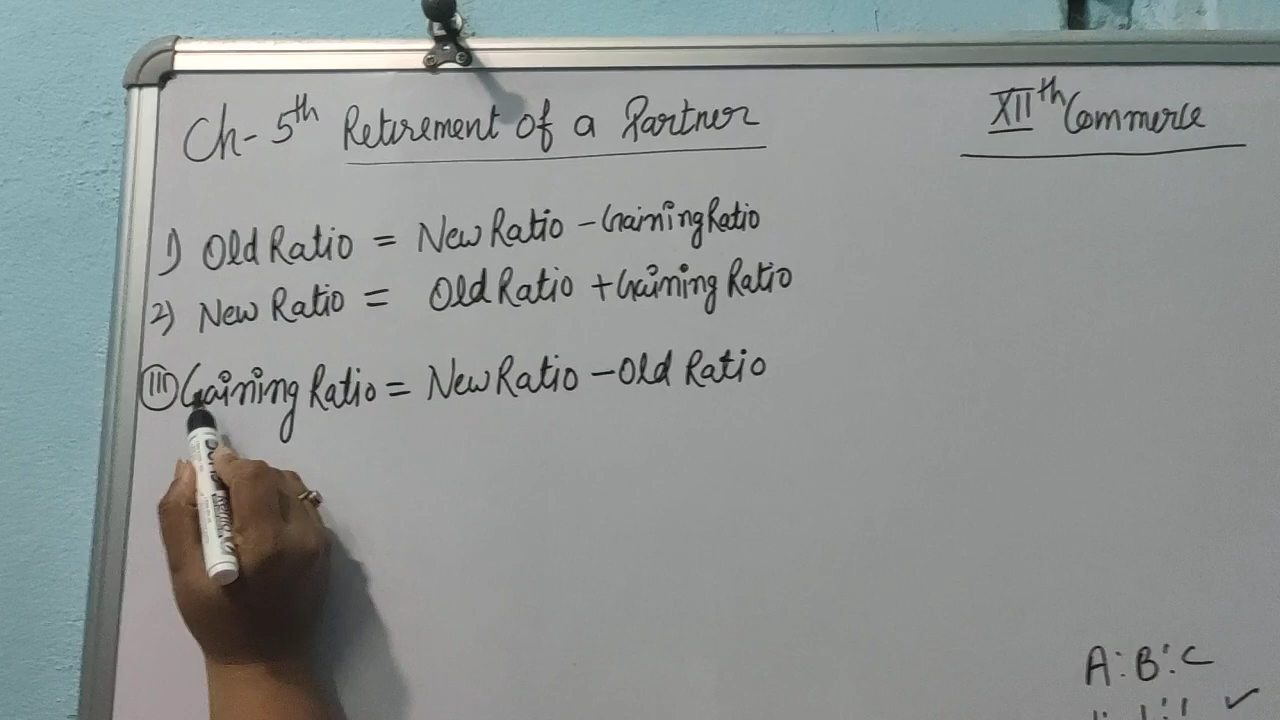 Ch- 5th Retirement of a Partner
XIIth Commerce
1) Old Ratio = New Ratio - Gaining Ratio
2) New Ratio = Old Ratio + Gaining Ratio
(III) Gaining Ratio = New Ratio - Old Ratio
A:B:C